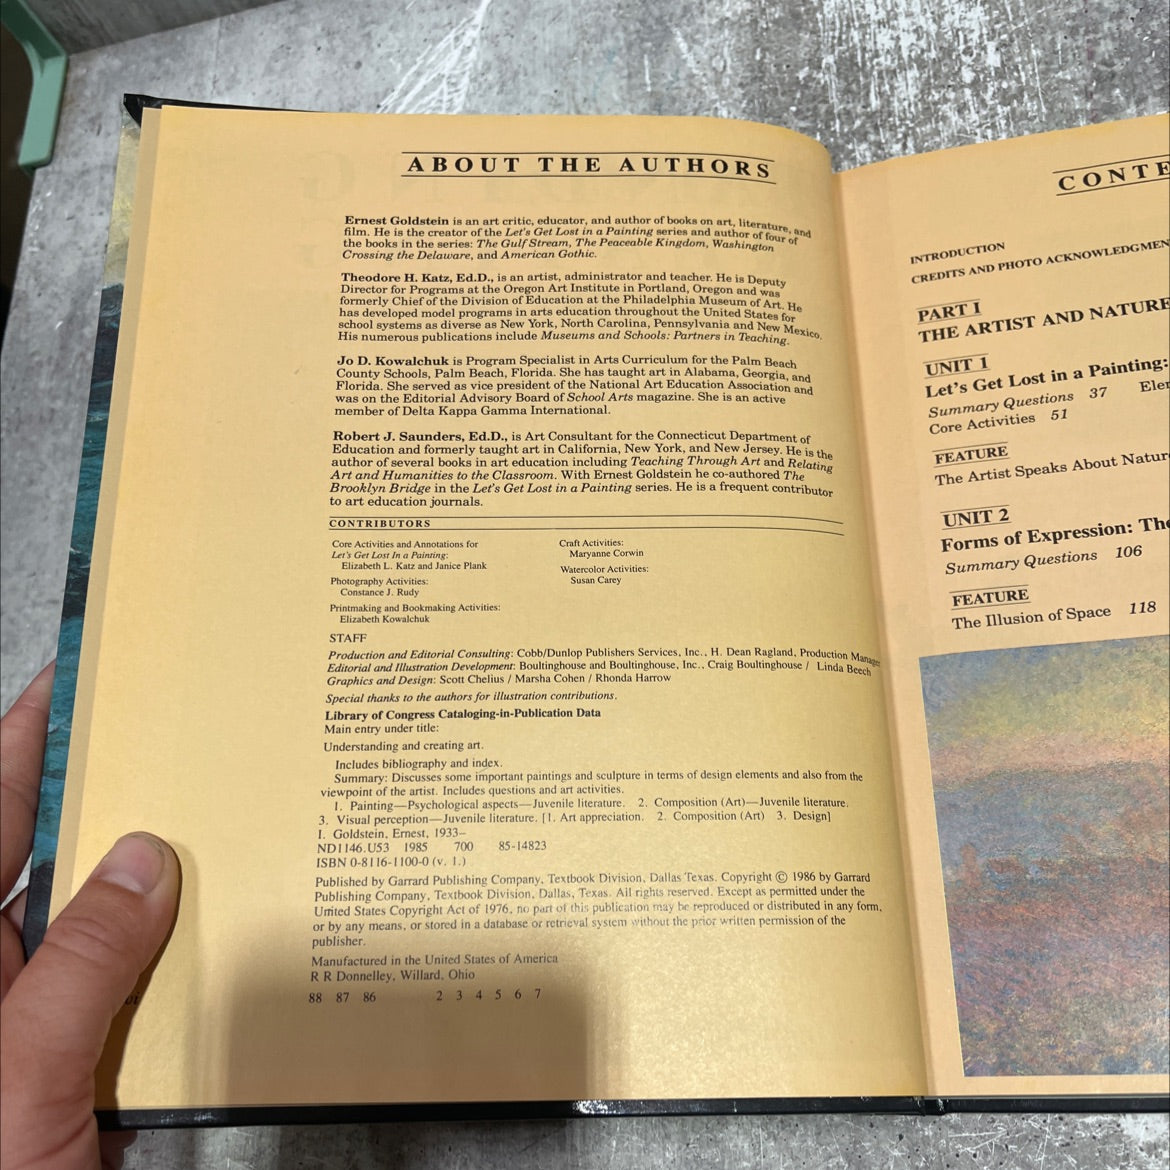 ABOUT THE AUTHORS
Ernest Goldstein is an art critic, educator, and author of books on art, literature, and
film. He is the creator of the Let's Get Lost in a Painting series and author of four of
the books in the series: The Gulf Stream, The Peaceable Kingdom, Washington
Crossing the Delaware, and American Gothic.
Theodore H. Katz, Ed.D., is an artist, administrator and teacher. He is Deputy
Director for Programs at the Oregon Art Institute in Portland, Oregon and was
formerly Chief of the Division of Education at the Philadelphia Museum of Art. He
has developed model programs in arts education throughout the United States for
school systems as diverse as New York, North Carolina, Pennsylvania and New Mexico.
His numerous publications include Museums and Schools: Partners in Teaching.
Jo D. Kowalchuk is Program Specialist in Arts Curriculum for the Palm Beach
County Schools, Palm Beach, Florida. She has taught art in Alabama, Georgia, and
Florida. She served as vice president of the National Art Education Association and
was on the Editorial Advisory Board of School Arts magazine. She is an active
member of Delta Kappa Gamma International.
Robert J. Saunders, Ed.D., is Art Consultant for the Connecticut Department of
Education and formerly taught art in California, New York, and New Jersey. He is the
author of several books in art education including Teaching Through Art and Relating
Art and Humanities to the Classroom. With Ernest Goldstein he co-authored The
Brooklyn Bridge in the Let's Get Lost in a Painting series. He is a frequent contributor
to art education journals.
CONTRIBUTORS
Core Activities and Annotations for
Let's Get Lost In a Painting:
Elizabeth L. Katz and Janice Plank
Photography Activities:
Constance J. Rudy
Printmaking and Bookmaking Activities:
Elizabeth Kowalchuk
Craft Activities:
Maryanne Corwin
Watercolor Activities:
Susan Carey
STAFF
Production and Editorial Consulting: Cobb/Dunlop Publishers Services, Inc., H. Dean Ragland, Production Manager
Editorial and Illustration Development: Boultinghouse and Boultinghouse, Inc., Craig Boultinghouse / Linda Beech
Graphics and Design: Scott Chelius / Marsha Cohen / Rhonda Harrow
Special thanks to the authors for illustration contributions.
Library of Congress Cataloging-in-Publication Data
Main entry under title:
Understanding and creating art.
Includes bibliography and index.
Summary: Discusses some important paintings and sculpture in terms of design elements and also from the
viewpoint of the artist. Includes questions and art activities.
1. Painting—Psychological aspects—Juvenile literature. 2. Composition (Art)—Juvenile literature.
3. Visual perception—Juvenile literature. [1. Art appreciation. 2. Composition (Art) 3. Design]
I. Goldstein, Ernest, 1933–
ND1146.U53 1985 700 85-14823
ISBN 0-8116-1100-0 (v. 1.)
Published by Garrard Publishing Company, Textbook Division, Dallas Texas. Copyright © 1986 by Garrard
Publishing Company, Textbook Division, Dallas, Texas. All rights reserved. Except as permitted under the
United States Copyright Act of 1976, no part of this publication may be reproduced or distributed in any form,
or by any means, or stored in a database or retrieval system without the prior written permission of the
publisher.
Manufactured in the United States of America
R R Donnelley, Willard, Ohio
88 87 86 2 3 4 5 6 7
CONTE
INTRODUCTION
CREDITS AND PHOTO ACKNOWLEDGMEN
PART I
THE ARTIST AND NATURE
UNIT 1
Let's Get Lost in a Painting:
Summary Questions 37 Eler
Core Activities 51
FEATURE
The Artist Speaks About Natur
UNIT 2
Forms of Expression: The
Summary Questions 106
FEATURE
The Illusion of Space 118